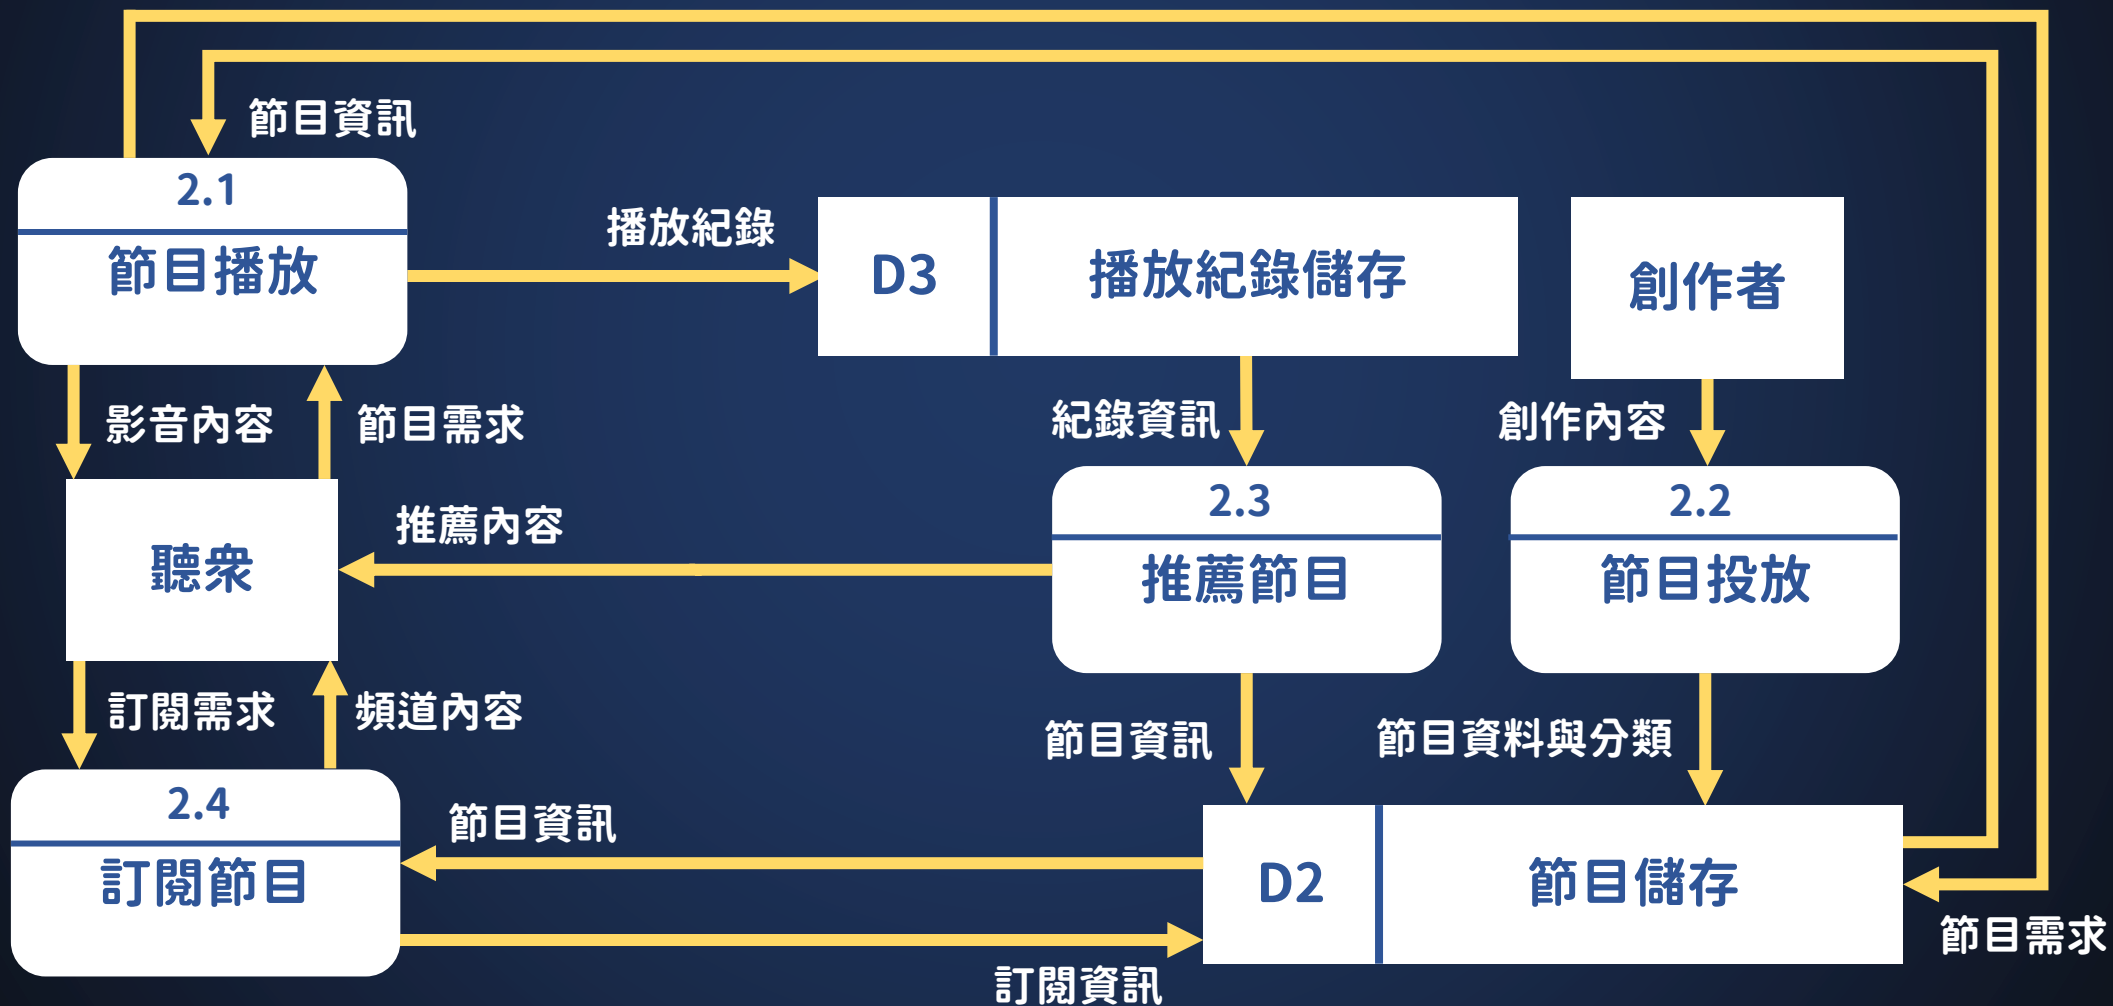 節目資訊
2.1
節目播放
播放紀錄
D3
播放紀錄儲存
創作者
影音內容
節目需求
紀錄資訊
創作內容
聽衆
推薦內容
2.3
推薦節目
2.2
節目投放
訂閱需求
頻道內容
節目資訊
節目資料與分類
2.4
訂閱節目
節目資訊
D2
節目儲存
節目需求
訂閱資訊